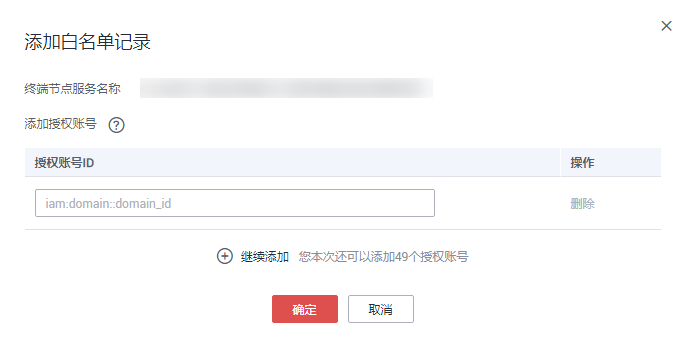 添加白名单记录
终端节点服务名称
添加授权账号 ?
授权账号ID 操作
iam:domain::domain_id 删除
继续添加 您本次还可以添加49个授权账号
确定 取消